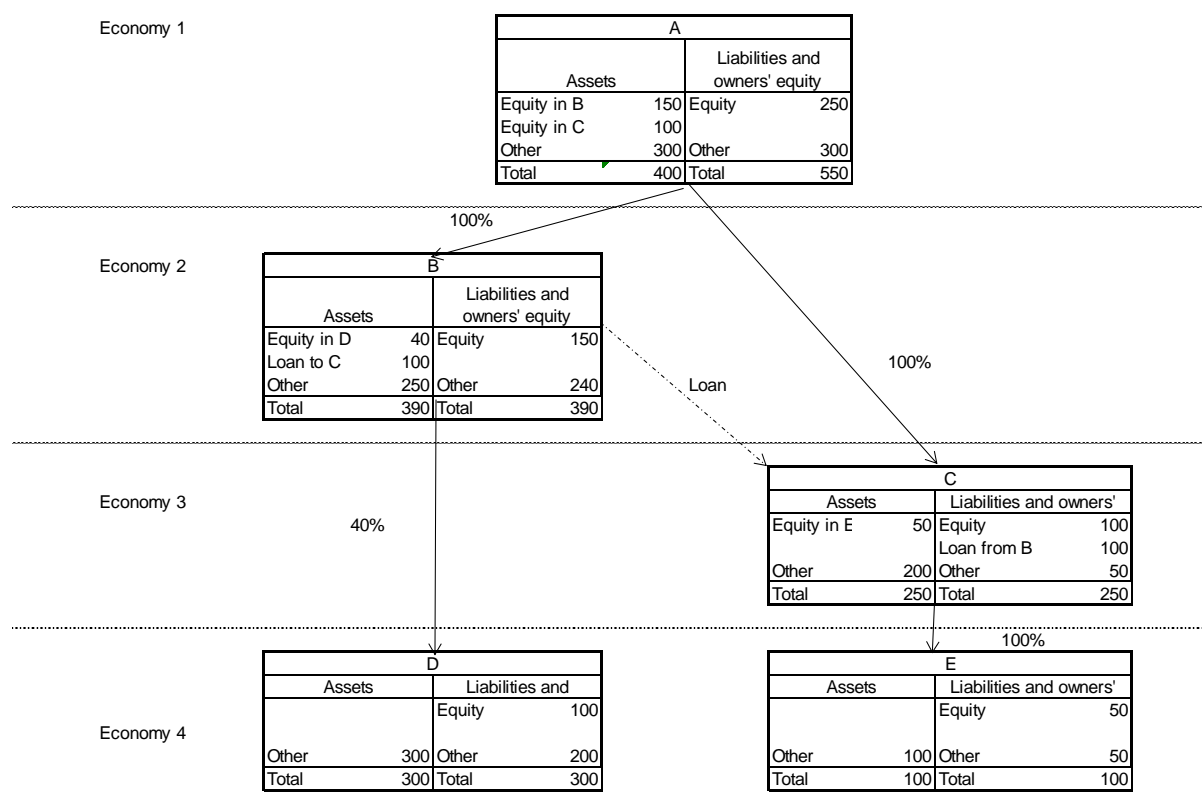 Economy 1
A
Assets
Liabilities and
owners' equity
Equity in B 150 Equity 250
Equity in C 100
Other 300 Other 300
Total 400 Total 550
100%
Economy 2
B
Assets
Liabilities and
owners' equity
Equity in D 40 Equity 150
Loan to C 100
Other 250 Other 240
Total 390 Total 390
Loan
100%
Economy 3
40%
C
Assets Liabilities and owners'
Equity in E 50 Equity 100
Loan from B 100
Other 200 Other 50
Total 250 Total 250
100%
Economy 4
D
Assets Liabilities and
Equity 100
Other 300 Other 200
Total 300 Total 300
E
Assets Liabilities and owners'
Equity 50
Other 100 Other 50
Total 100 Total 100